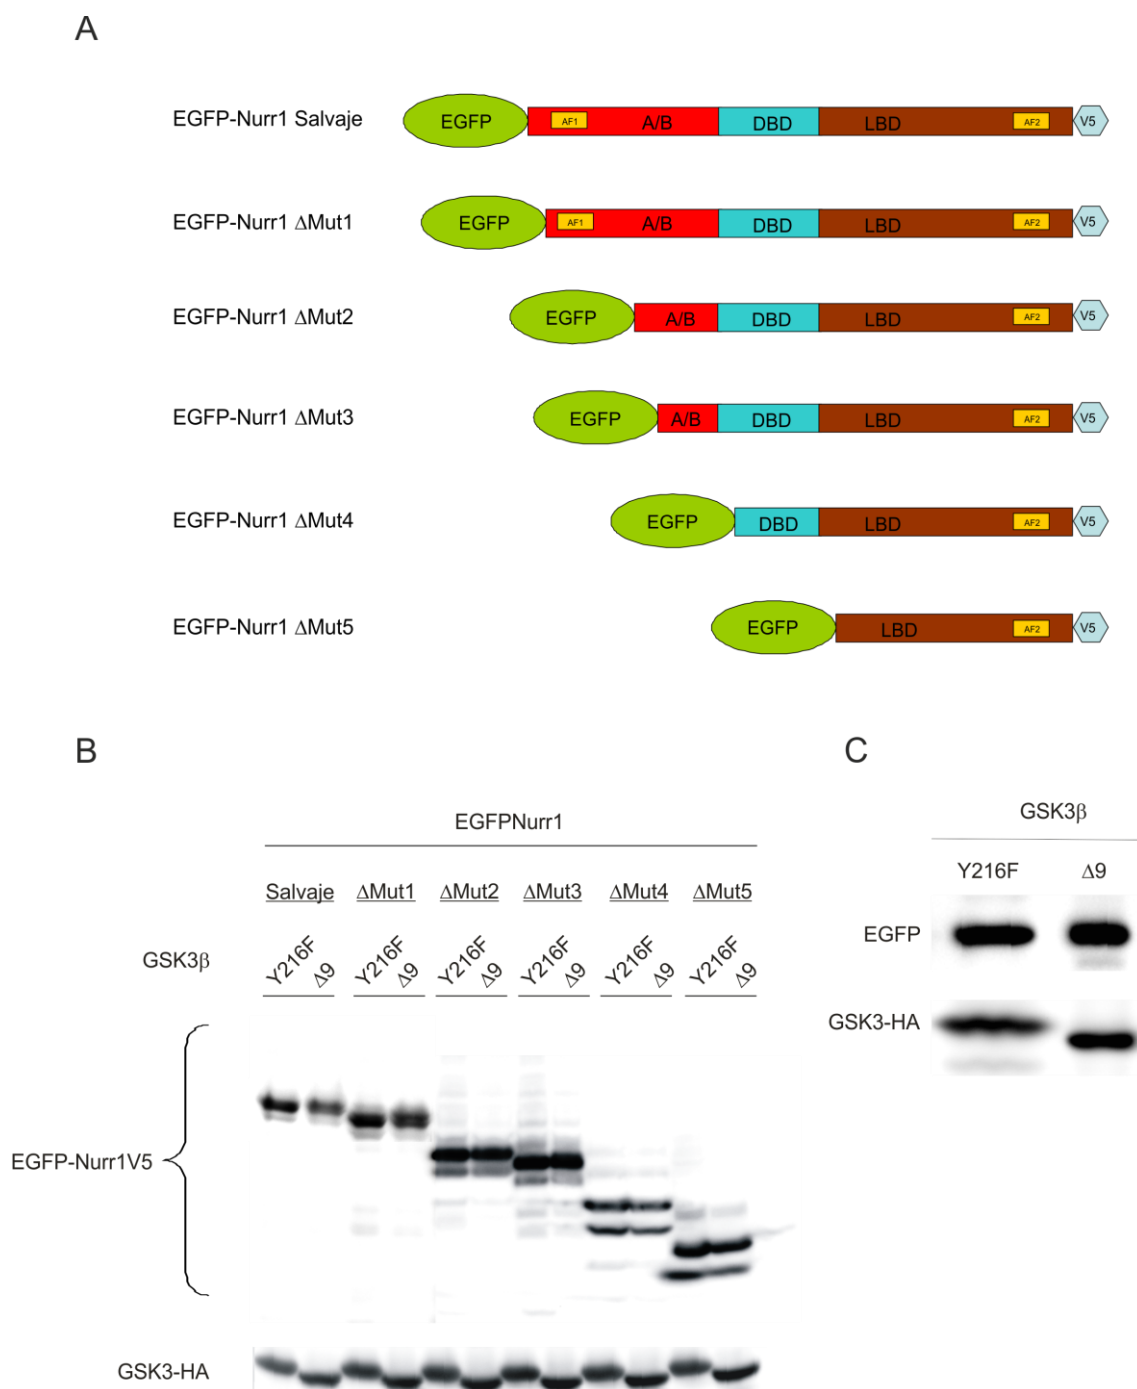 A
EGFP-Nurr1 Salvaje EGFP AF1 A/B DBD LBD AF2 V5
EGFP-Nurr1 ΔMut1 EGFP AF1 A/B DBD LBD AF2 V5
EGFP-Nurr1 ΔMut2 EGFP A/B DBD LBD AF2 V5
EGFP-Nurr1 ΔMut3 EGFP A/B DBD LBD AF2 V5
EGFP-Nurr1 ΔMut4 EGFP DBD LBD AF2 V5
EGFP-Nurr1 ΔMut5 EGFP LBD AF2 V5
B
EGFPNurr1
Salvaje ΔMut1 ΔMut2 ΔMut3 ΔMut4 ΔMut5
GSK3β Y216F Δ9 Y216F Δ9 Y216F Δ9 Y216F Δ9 Y216F Δ9 Y216F Δ9
EGFP-Nurr1V5
GSK3-HA
C
GSK3β
Y216F Δ9
EGFP
GSK3-HA